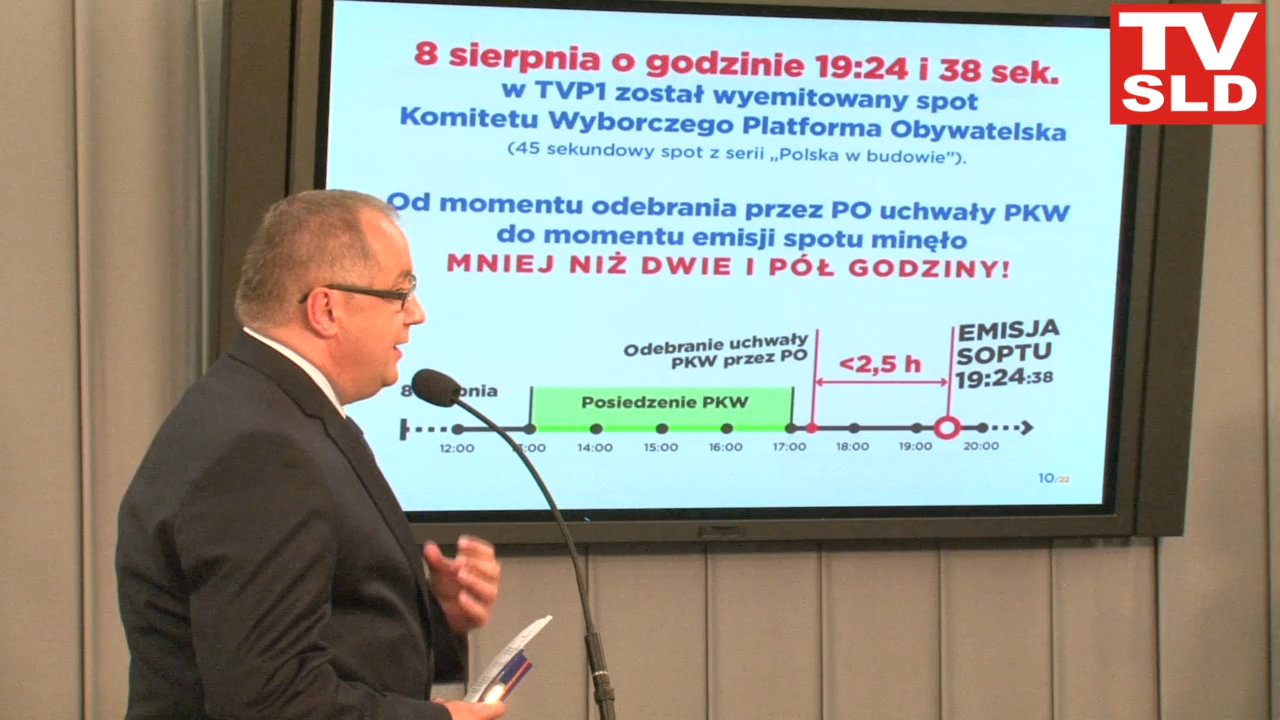 TV
SLD
8 sierpnia o godzinie 19:24 i 38 sek.
w TVP1 został wyemitowany spot
Komitetu Wyborczego Platforma Obywatelska
(45 sekundowy spot z serii „Polska w budowie”).
Od momentu odebrania przez PO uchwały PKW
do momentu emisji spotu minęło
MNIEJ NIŻ DWIE I PÓŁ GODZINY!
Odebranie uchwały
PKW przez PO
<2,5 h
EMISJA
SOPTU
19:24:38
8
Posiedzenie PKW
12:00 14:00 15:00 16:00 17:00 18:00 19:00 20:00
10/22